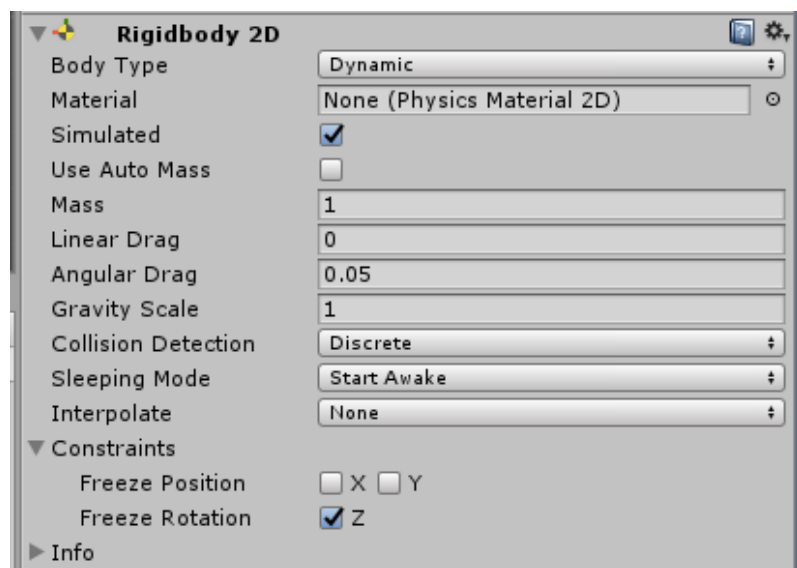 Rigidbody 2D
Body Type Dynamic
Material None (Physics Material 2D)
Simulated
Use Auto Mass
Mass 1
Linear Drag 0
Angular Drag 0.05
Gravity Scale 1
Collision Detection Discrete
Sleeping Mode Start Awake
Interpolate None
Constraints
Freeze Position X Y
Freeze Rotation Z
Info